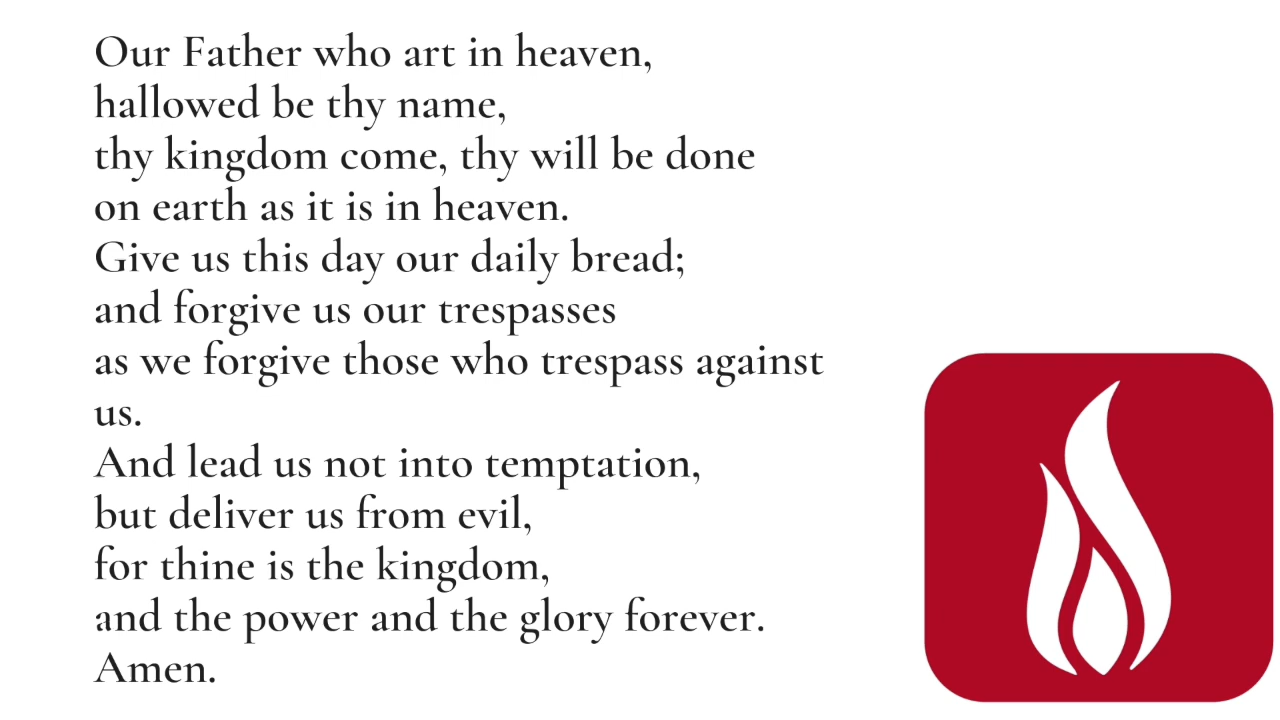 Our Father who art in heaven,
hallowed be thy name,
thy kingdom come, thy will be done
on earth as it is in heaven.
Give us this day our daily bread;
and forgive us our trespasses
as we forgive those who trespass against
us.
And lead us not into temptation,
but deliver us from evil,
for thine is the kingdom,
and the power and the glory forever.
Amen.